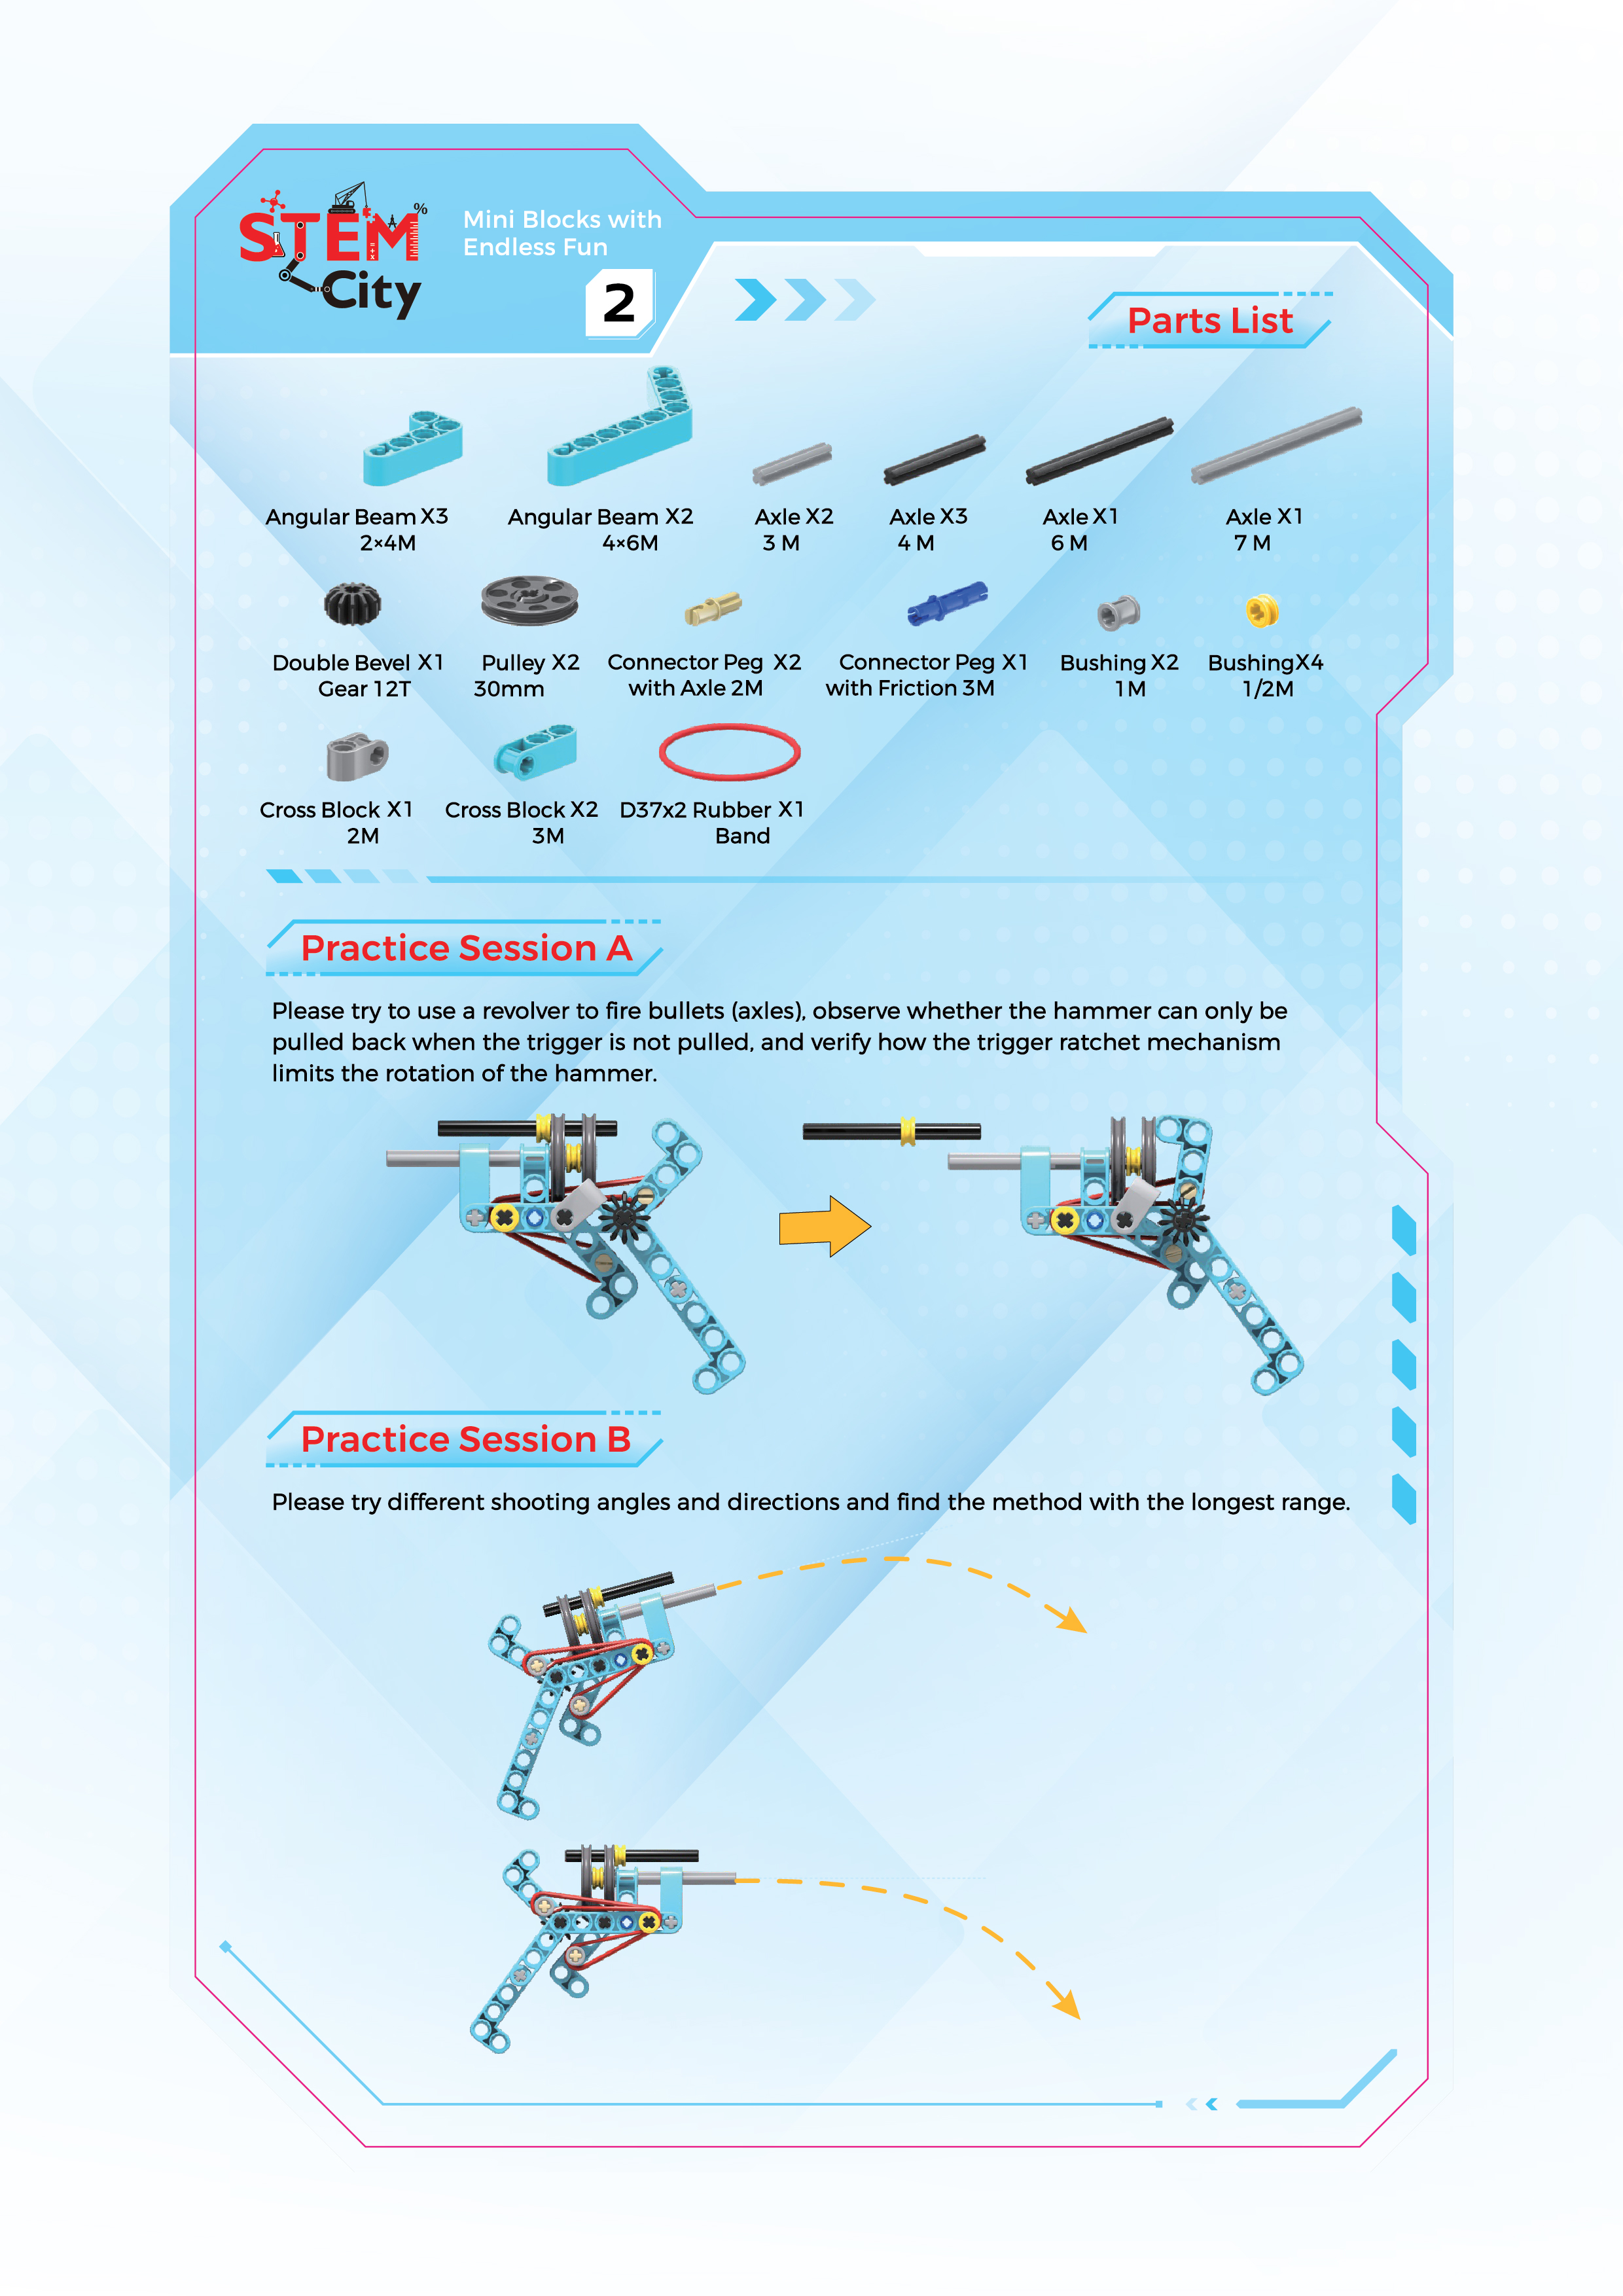 STEM %
City
Mini Blocks with
Endless Fun
2
Parts List
Angular Beam X3
2×4M
Angular Beam X2
4×6M
Axle X2
3 M
Axle X3
4 M
Axle X1
6 M
Axle X1
7 M
Double Bevel X1
Gear 12T
Pulley X2
30mm
Connector Peg X2
with Axle 2M
Connector Peg X1
with Friction 3M
Bushing X2
1M
BushingX4
1/2M
Cross Block X1
2M
Cross Block X2
3M
D37x2 Rubber X1
Band
Practice Session A
Please try to use a revolver to fire bullets (axles), observe whether the hammer can only be
pulled back when the trigger is not pulled, and verify how the trigger ratchet mechanism
limits the rotation of the hammer.
Practice Session B
Please try different shooting angles and directions and find the method with the longest range.